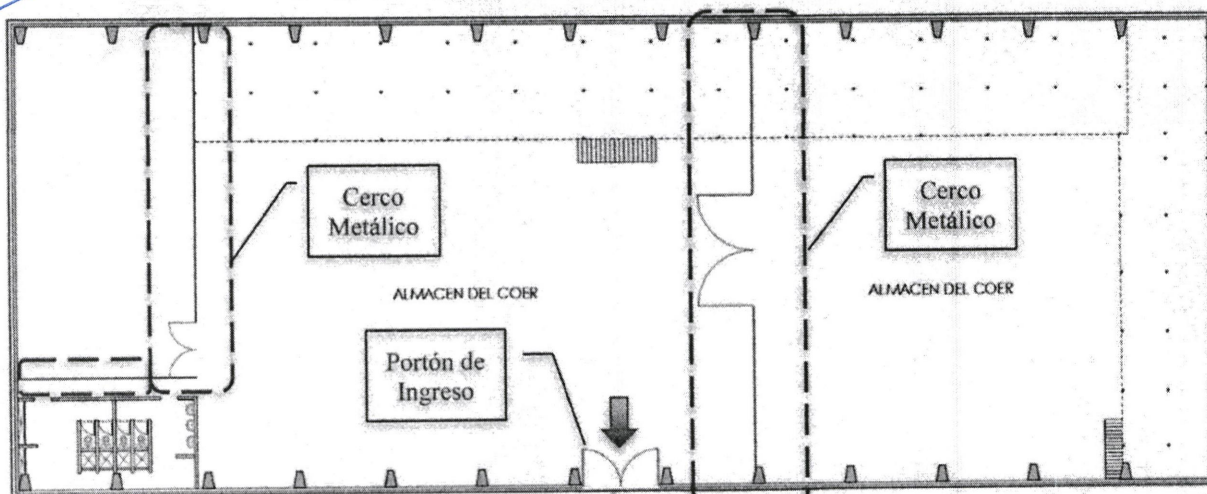 Cerco
Metálico
Cerco
Metálico
ALMACEN DEL COER
ALMACEN DEL COER
Portón de
Ingreso